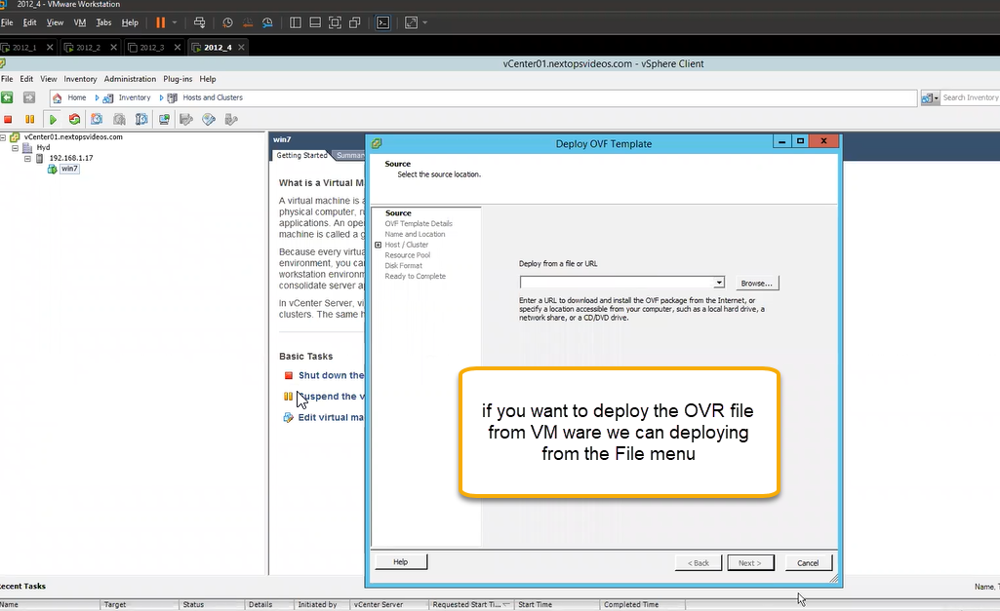 2012_4 - VMware Workstation
File Edit View VM Tabs Help
2012_1 2012_2 2012_3 2012_4
vCenter01.nextopsvideos.com - vSphere Client
File Edit View Inventory Administration Plug-ins Help
Home Inventory Hosts and Clusters
Search Inventory
vCenter01.nextopsvideos.com
Hyd
192.168.1.17
win7
win7
Getting Started Summar
What is a Virtual M
A virtual machine is a
physical computer, ru
applications. An oper
machine is called a g
Because every virtua
environment, you can
workstation environm
consolidate server ap
In vCenter Server, vi
clusters. The same h
Basic Tasks
Shut down the
Suspend the v
Edit virtual ma
Deploy OVF Template
Source
Select the source location.
Source
OVF Template Details
Name and Location
Host / Cluster
Resource Pool
Disk Format
Ready to Complete
Deploy from a file or URL
Browse...
Enter a URL to download and install the OVF package from the Internet, or
specify a location accessible from your computer, such as a local hard drive, a
network share, or a CD/DVD drive.
if you want to deploy the OVR file
from VM ware we can deploying
from the File menu
Help < Back Next > Cancel
Recent Tasks
Name, T
Name Target Status Details Initiated by vCenter Server Requested Start Ti... Start Time Completed Time